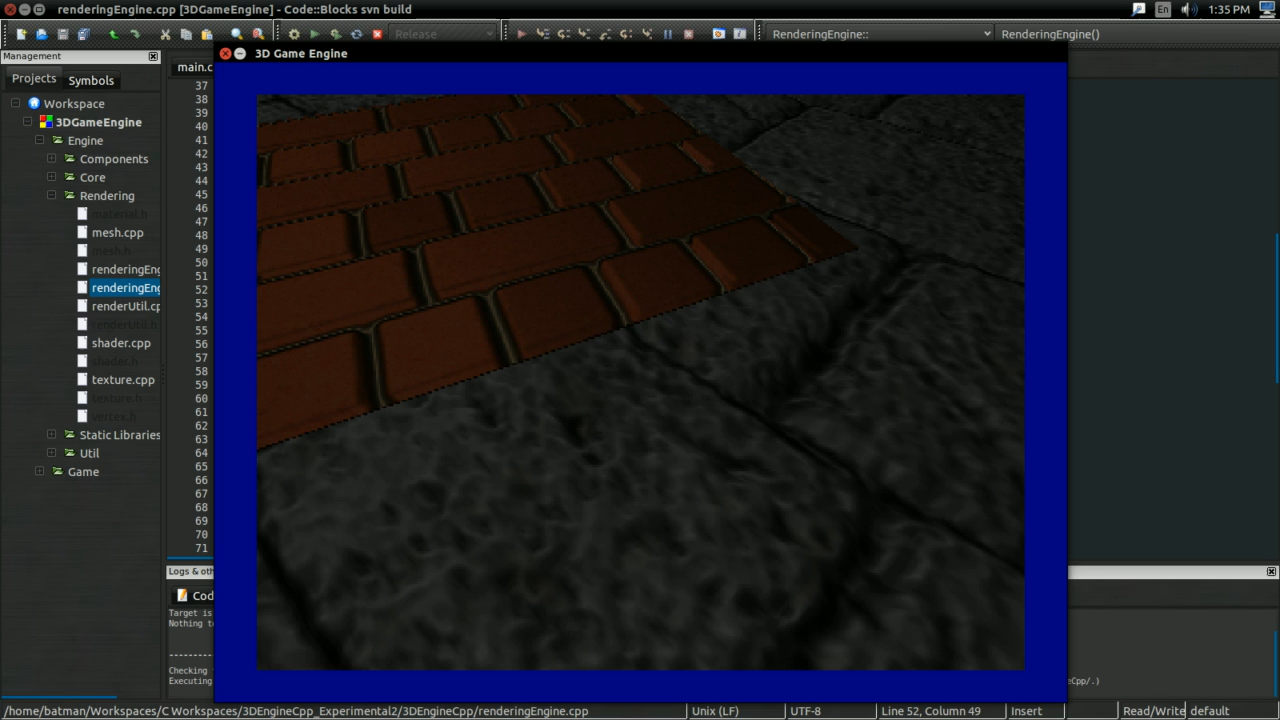 renderingEngine.cpp [3DGameEngine] - Code::Blocks svn build
En
1:35 PM
Release
RenderingEngine::
RenderingEngine()
Management
Projects
Symbols
Workspace
3DGameEngine
Engine
Components
Core
Rendering
material.h
mesh.cpp
mesh.h
renderingEng
renderingEng
renderUtil.cp
renderUtil.h
shader.cpp
shader.h
texture.cpp
texture.h
vertex.h
Static Libraries
Util
Game
main.c
3D Game Engine
37
38
39
40
41
42
43
44
45
46
47
48
49
50
51
52
53
54
55
56
57
58
59
60
61
62
63
64
65
66
67
68
69
70
71
Logs & oth
Cod
Target is
Nothing t
Checking
Executing
eCpp/.)
/home/batman/Workspaces/C Workspaces/3DEngineCpp_Experimental2/3DEngineCpp/renderingEngine.cpp
Unix (LF)
UTF-8
Line 52, Column 49
Insert
Read/Write
default